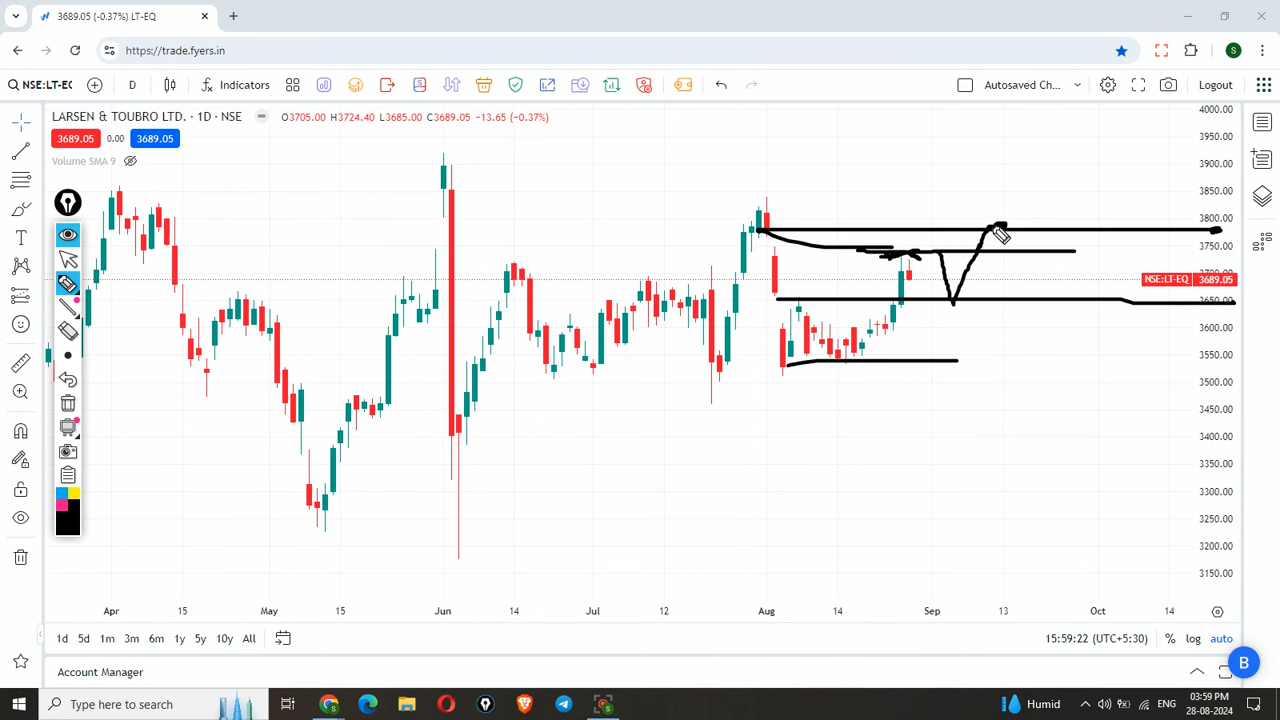 3689.05 (-0.37%) LT-EQ
https://trade.fyers.in
S
NSE:LT-EQ
D
Indicators
Autosaved Ch...
Logout
LARSEN & TOUBRO LTD. · 1D · NSE
O3705.00 H3724.40 L3685.00 C3689.05 −13.65 (−0.37%)
3689.05 0.00 3689.05
Volume SMA 9
4000.00
3950.00
3900.00
3850.00
3800.00
3750.00
NSE:LT-EQ 3689.05
3600.00
3550.00
3500.00
3450.00
3400.00
3350.00
3300.00
3250.00
3200.00
3150.00
Apr 15 May 15 Jun 14 Jul 12 Aug 14 Sep 13 Oct 14
1d 5d 1m 3m 6m 1y 5y 10y All
15:59:22 (UTC+5:30) % log auto
Account Manager
B
Type here to search
Humid
ENG
03:59 PM
28-08-2024